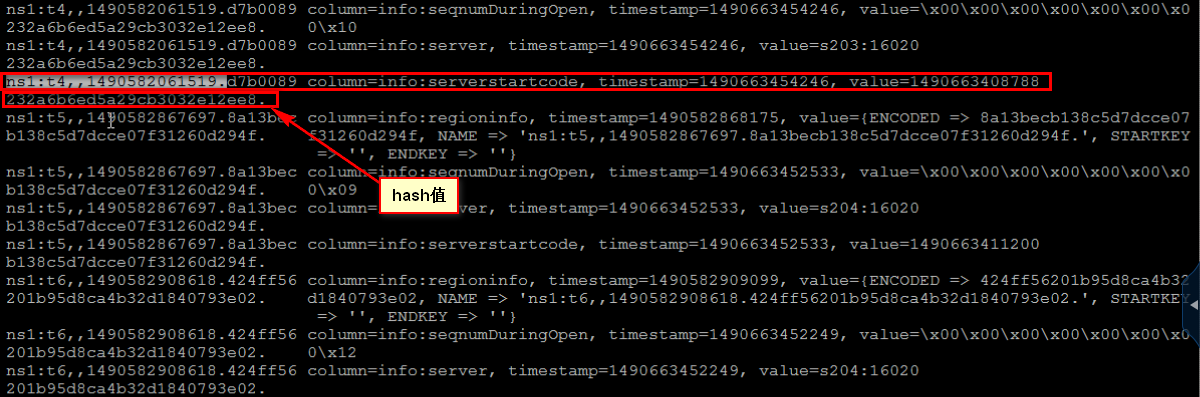 ns1:t4,,1490582061519.d7b0089 column=info:seqnumDuringOpen, timestamp=1490663454246, value=\x00\x00\x00\x00\x00\x00\x0
232a6b6ed5a29cb3032e12ee8. 0\x10
ns1:t4,,1490582061519.d7b0089 column=info:server, timestamp=1490663454246, value=s203:16020
232a6b6ed5a29cb3032e12ee8.
ns1:t4,,1490582061519.d7b0089 column=info:serverstartcode, timestamp=1490663454246, value=1490663408788
232a6b6ed5a29cb3032e12ee8.
ns1:t5,,1490582867697.8a13bec column=info:regioninfo, timestamp=1490582868175, value={ENCODED => 8a13becb138c5d7dcce07
b138c5d7dcce07f31260d294f. f31260d294f, NAME => 'ns1:t5,,1490582867697.8a13becb138c5d7dcce07f31260d294f.', STARTKEY
=> '', ENDKEY => ''}
ns1:t5,,1490582867697.8a13bec column=info:seqnumDuringOpen, timestamp=1490663452533, value=\x00\x00\x00\x00\x00\x00\x0
b138c5d7dcce07f31260d294f. 0\x09
hash值
ns1:t5,,1490582867697.8a13bec column=info:server, timestamp=1490663452533, value=s204:16020
b138c5d7dcce07f31260d294f.
ns1:t5,,1490582867697.8a13bec column=info:serverstartcode, timestamp=1490663452533, value=1490663411200
b138c5d7dcce07f31260d294f.
ns1:t6,,1490582908618.424ff56 column=info:regioninfo, timestamp=1490582909099, value={ENCODED => 424ff56201b95d8ca4b32
201b95d8ca4b32d1840793e02. d1840793e02, NAME => 'ns1:t6,,1490582908618.424ff56201b95d8ca4b32d1840793e02.', STARTKEY
=> '', ENDKEY => ''}
ns1:t6,,1490582908618.424ff56 column=info:seqnumDuringOpen, timestamp=1490663452249, value=\x00\x00\x00\x00\x00\x00\x0
201b95d8ca4b32d1840793e02. 0\x12
ns1:t6,,1490582908618.424ff56 column=info:server, timestamp=1490663452249, value=s204:16020
201b95d8ca4b32d1840793e02.